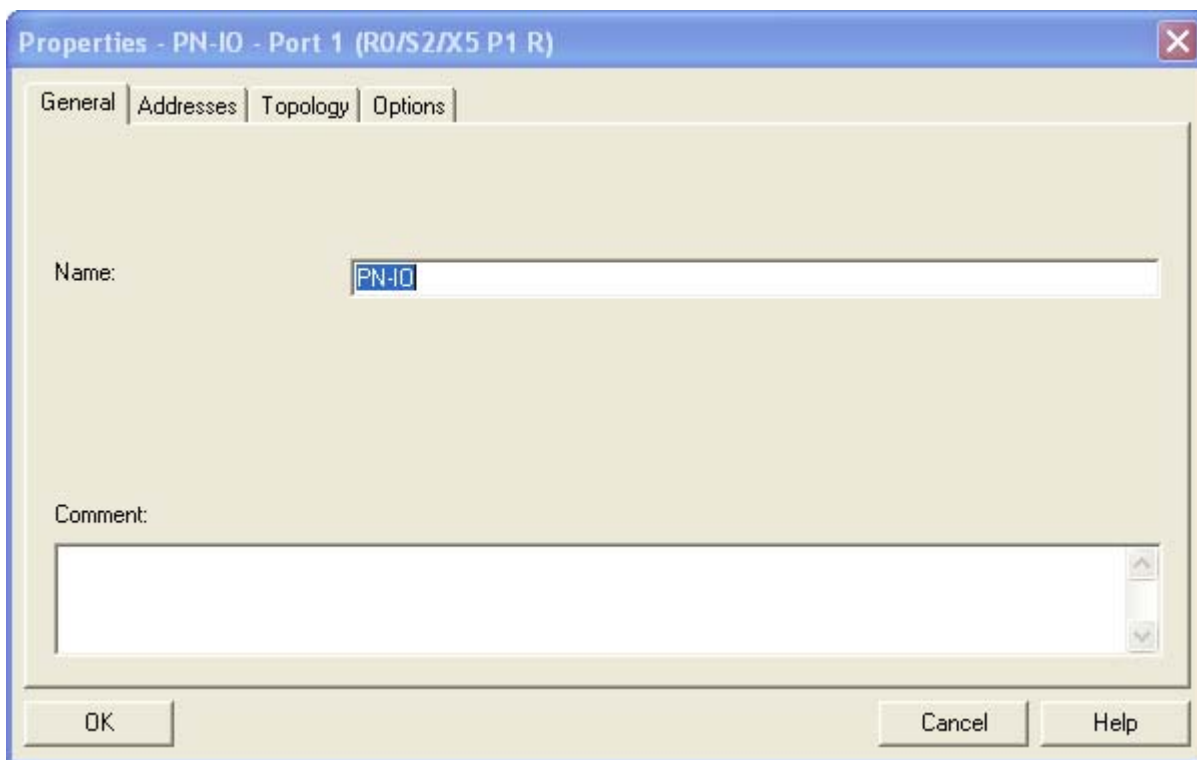 Properties - PN-IO - Port 1 (R0/S2/X5 P1 R)
General Addresses Topology Options
Name: PN-IO
Comment:
OK Cancel Help